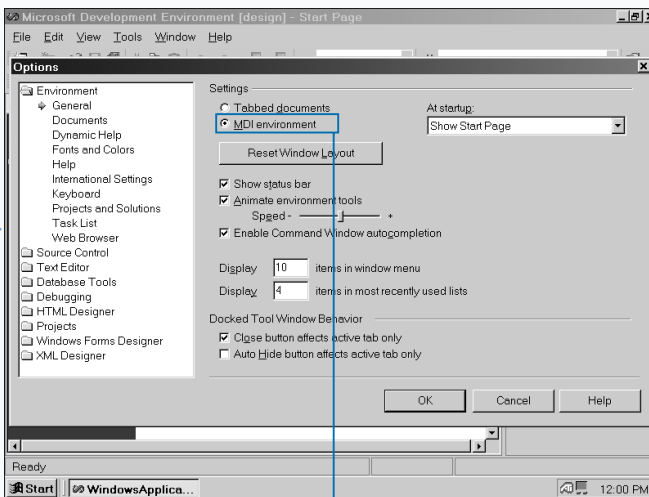 Microsoft Development Environment [design] - Start Page
File Edit View Tools Window Help
Options
Environment
General
Documents
Dynamic Help
Fonts and Colors
Help
International Settings
Keyboard
Projects and Solutions
Task List
Web Browser
Source Control
Text Editor
Database Tools
Debugging
HTML Designer
Projects
Windows Forms Designer
XML Designer
Settings
Tabbed documents
MDI environment
At startup:
Show Start Page
Reset Window Layout
Show status bar
Animate environment tools
Speed - +
Enable Command Window autocompletion
Display 10 items in window menu
Display 4 items in most recently used lists
Docked Tool Window Behavior
Close button affects active tab only
Auto Hide button affects active tab only
OK Cancel Help
Ready
Start WindowsApplica... 12:00 PM